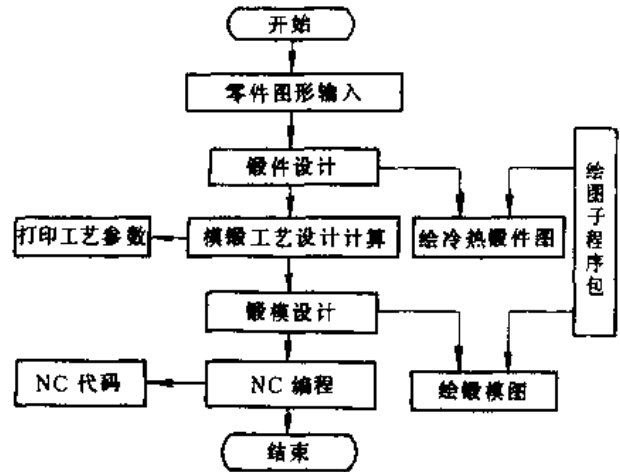 开始
零件图形输入
锻件设计
绘图子程序包
打印工艺参数
模锻工艺设计计算
绘冷热锻件图
锻模设计
NC 代码
NC 编程
绘锻模图
结束